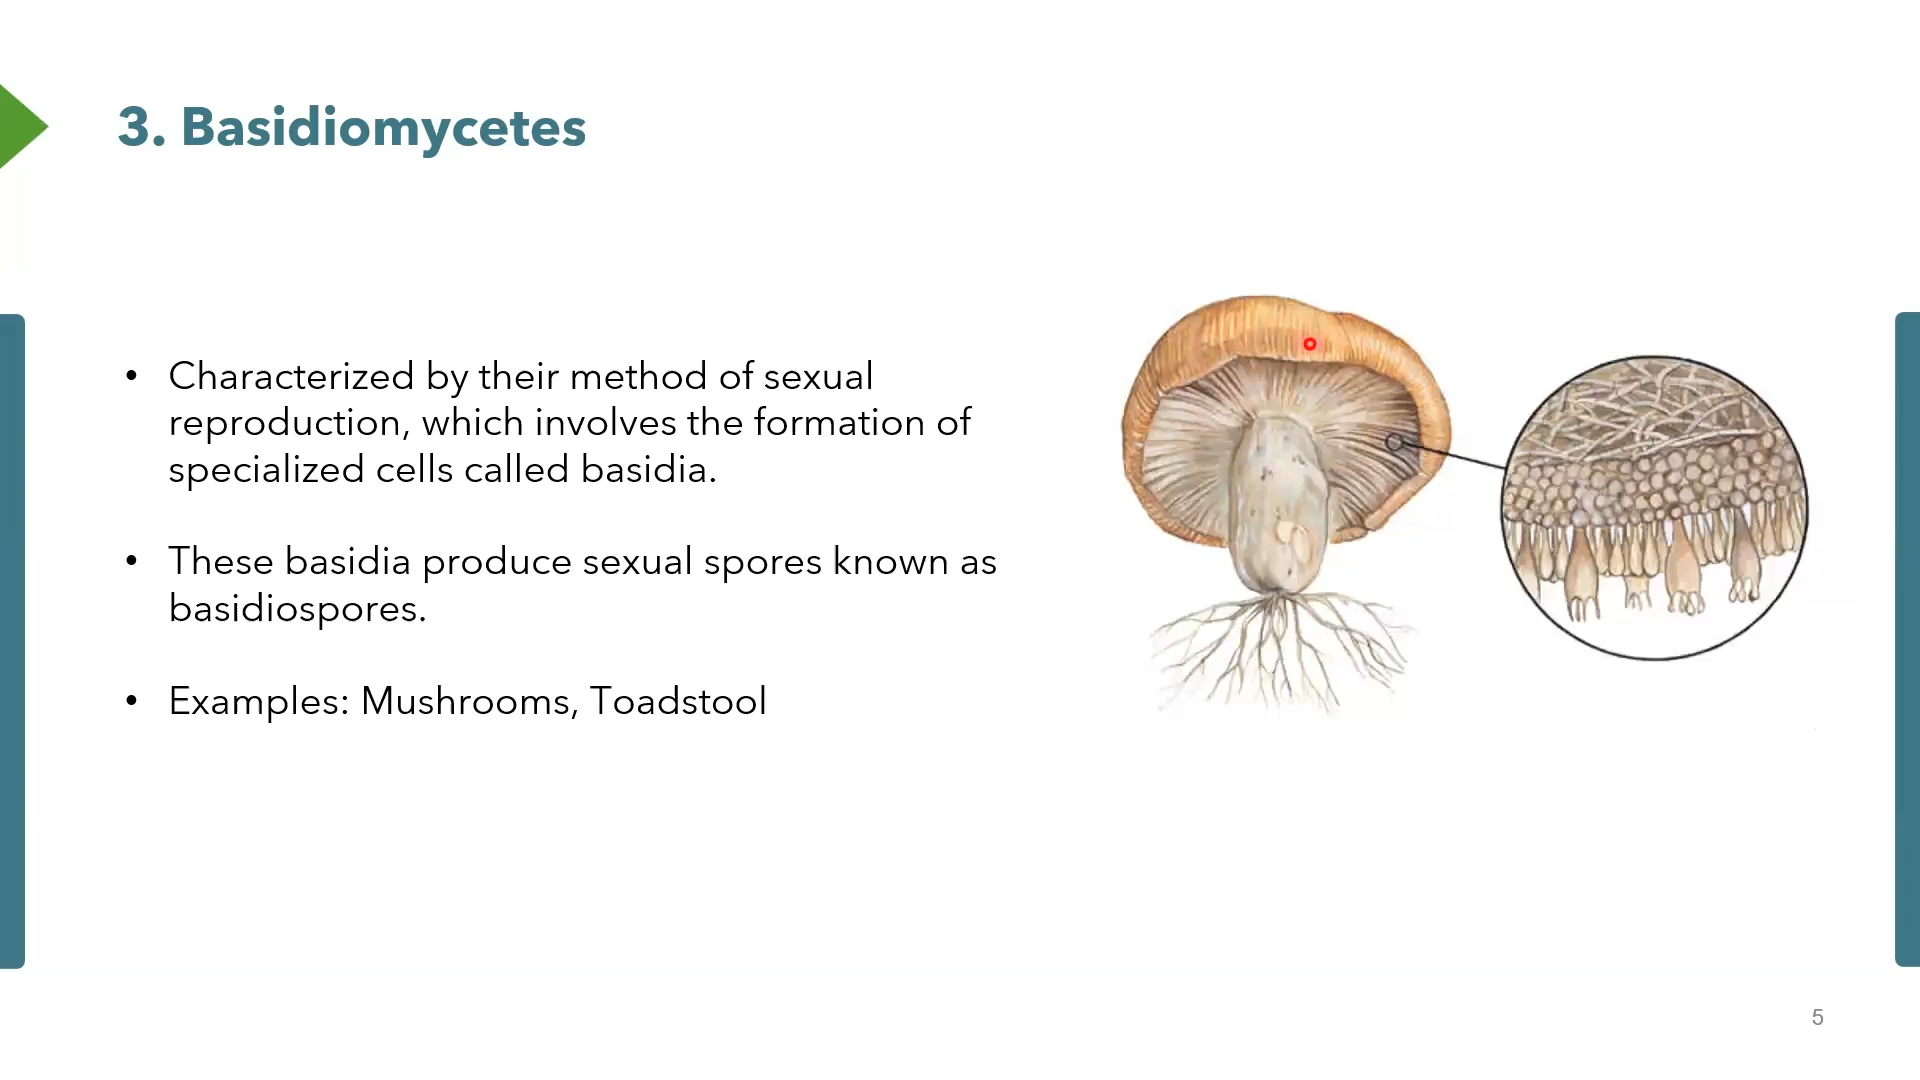 3. Basidiomycetes
• Characterized by their method of sexual
reproduction, which involves the formation of
specialized cells called basidia.
• These basidia produce sexual spores known as
basidiospores.
• Examples: Mushrooms, Toadstool
5